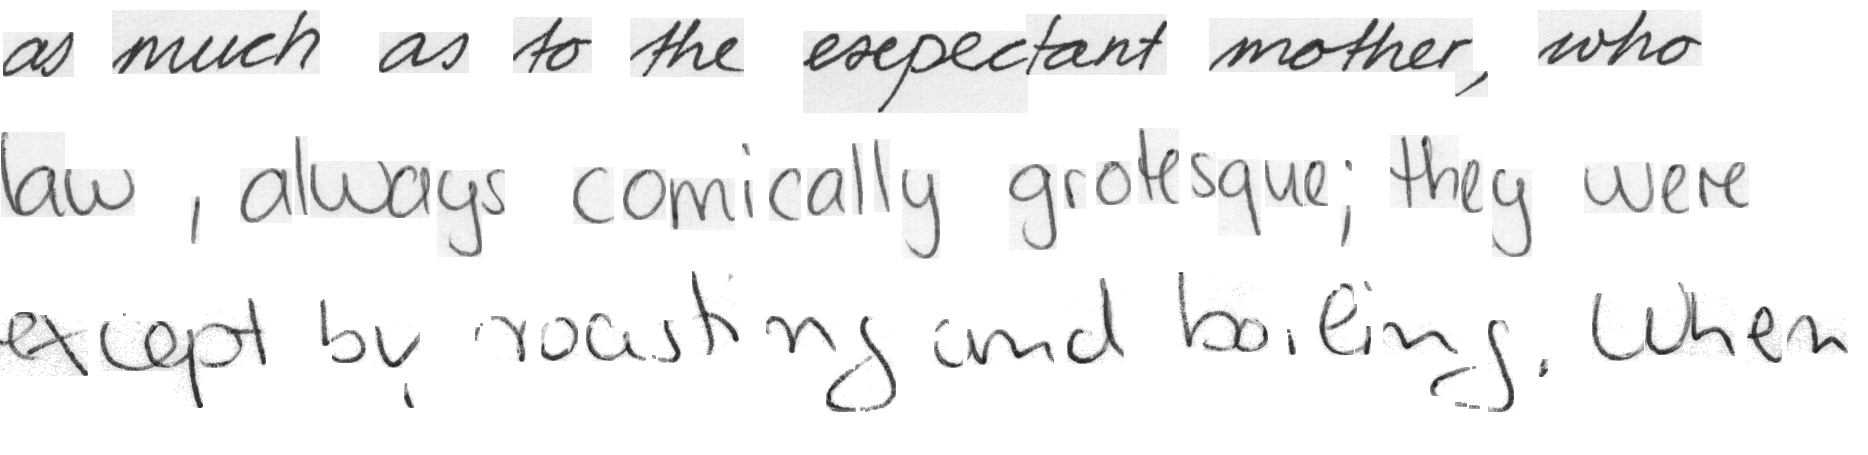 as much as to the expectant mother, who
law, always comically grotesque; they were
except by roasting and boiling. When